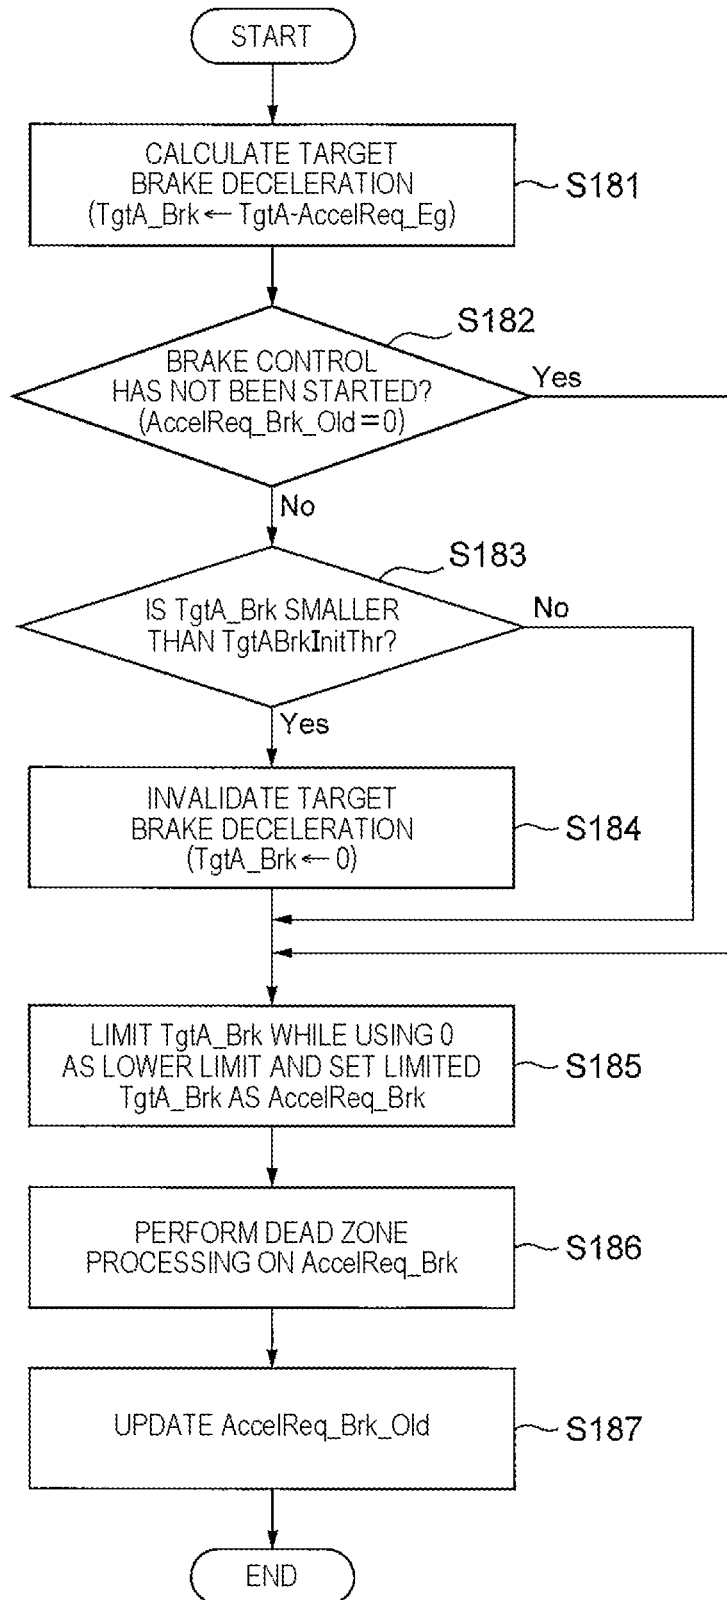 START
CALCULATE TARGET
BRAKE DECELERATION
(TgtA_Brk ← TgtA-AccelReq_Eg)
S181
S182
BRAKE CONTROL
HAS NOT BEEN STARTED?
(AccelReq_Brk_Old=0)
Yes
No
S183
IS TgtA_Brk SMALLER
THAN TgtABrkInitThr?
No
Yes
INVALIDATE TARGET
BRAKE DECELERATION
(TgtA_Brk ← 0)
S184
LIMIT TgtA_Brk WHILE USING 0
AS LOWER LIMIT AND SET LIMITED
TgtA_Brk AS AccelReq_Brk
S185
PERFORM DEAD ZONE
PROCESSING ON AccelReq_Brk
S186
UPDATE AccelReq_Brk_Old
S187
END